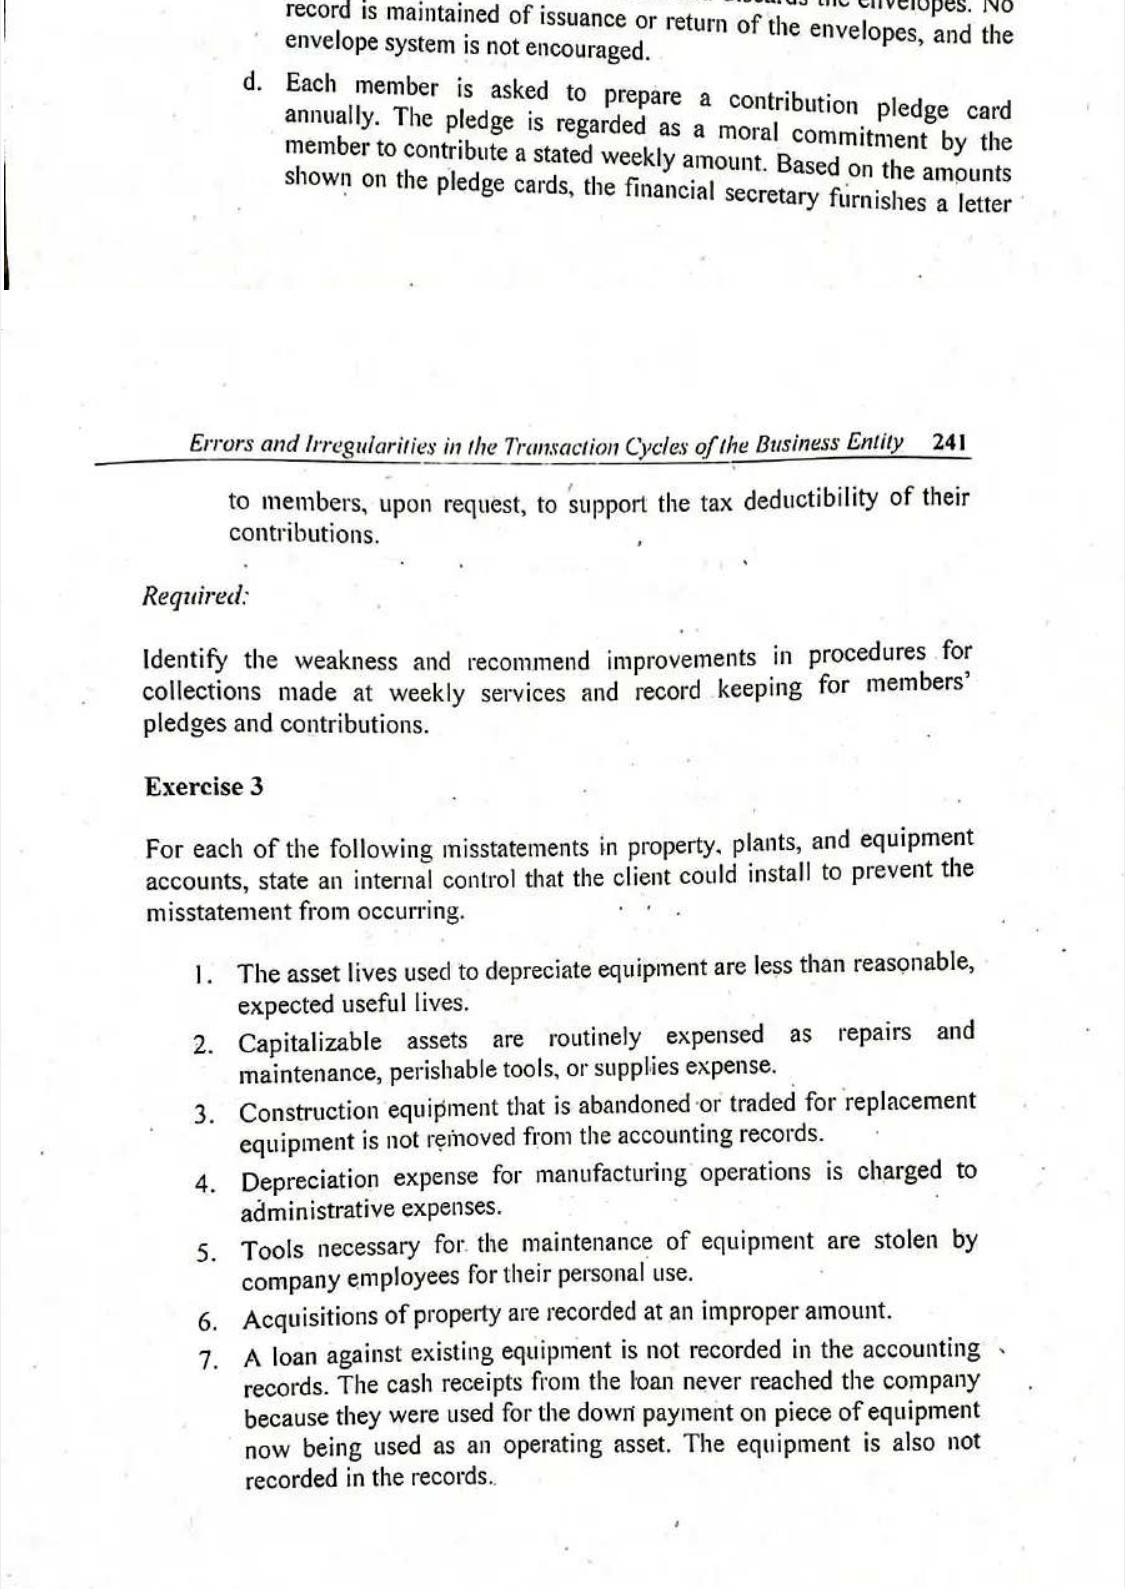 the envelopes. No
record is maintained of issuance or return of the envelopes, and the
envelope system is not encouraged.
d. Each member is asked to prepare a contribution pledge card
annually. The pledge is regarded as a moral commitment by the
member to contribute a stated weekly amount. Based on the amounts
shown on the pledge cards, the financial secretary furnishes a letter
Errors and Irregularities in the Transaction Cycles of the Business Entity 241
to members, upon request, to support the tax deductibility of their
contributions.
Required:
Identify the weakness and recommend improvements in procedures for
collections made at weekly services and record keeping for members'
pledges and contributions.
Exercise 3
For each of the following misstatements in property, plants, and equipment
accounts, state an internal control that the client could install to prevent the
misstatement from occurring.
1. The asset lives used to depreciate equipment are less than reasonable,
expected useful lives.
2. Capitalizable assets are routinely expensed as repairs and
maintenance, perishable tools, or supplies expense.
3. Construction equipment that is abandoned or traded for replacement
equipment is not removed from the accounting records.
4. Depreciation expense for manufacturing operations is charged to
administrative expenses.
5. Tools necessary for the maintenance of equipment are stolen by
company employees for their personal use.
6. Acquisitions of property are recorded at an improper amount.
7. A loan against existing equipment is not recorded in the accounting
records. The cash receipts from the loan never reached the company
because they were used for the down payment on piece of equipment
now being used as an operating asset. The equipment is also not
recorded in the records.